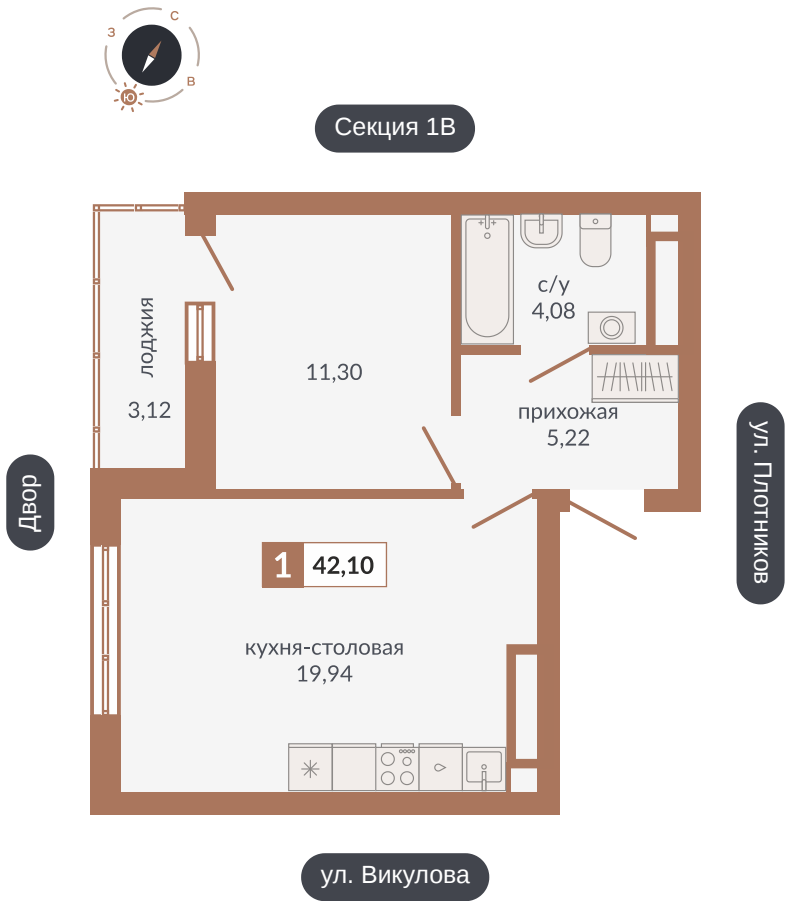 С
З
В
Ю
Секция 1В
с/у
4,08
лоджия
3,12
11,30
прихожая
5,22
Двор
ул. Плотников
1 42,10
кухня-столовая
19,94
ул. Викулова